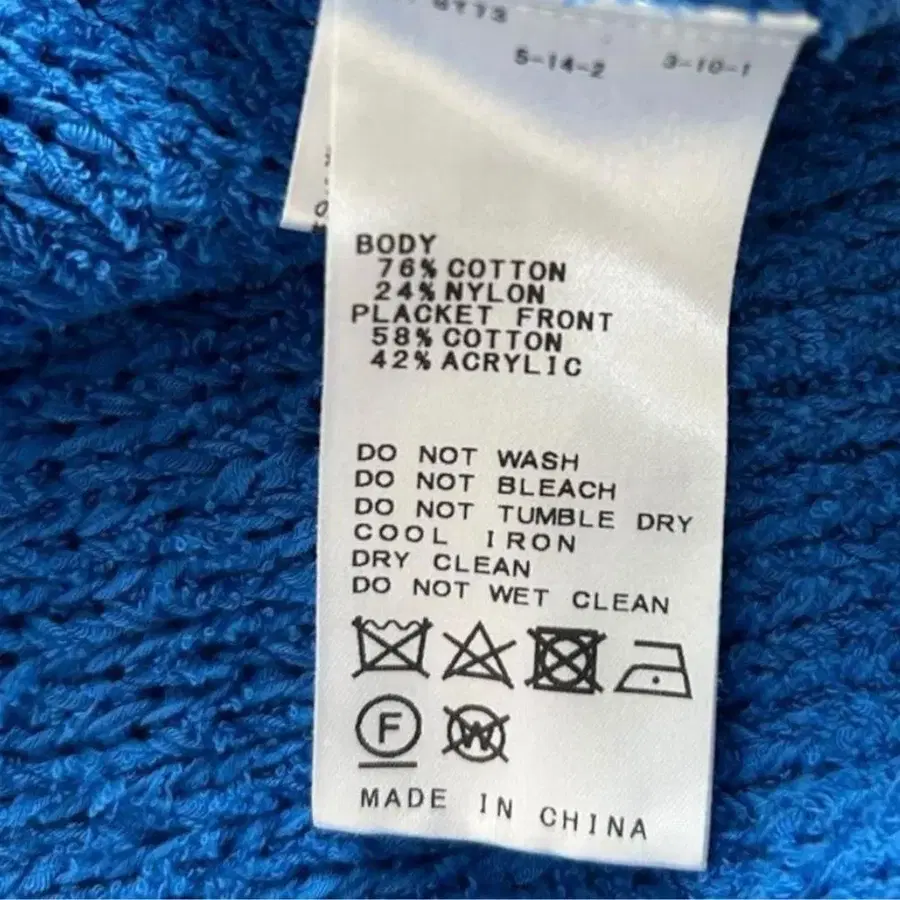 5-14-2 3-10-1
BODY
76% COTTON
24% NYLON
PLACKET FRONT
58% COTTON
42% ACRYLIC
DO NOT WASH
DO NOT BLEACH
DO NOT TUMBLE DRY
COOL IRON
DRY CLEAN
DO NOT WET CLEAN
F W
MADE IN CHINA